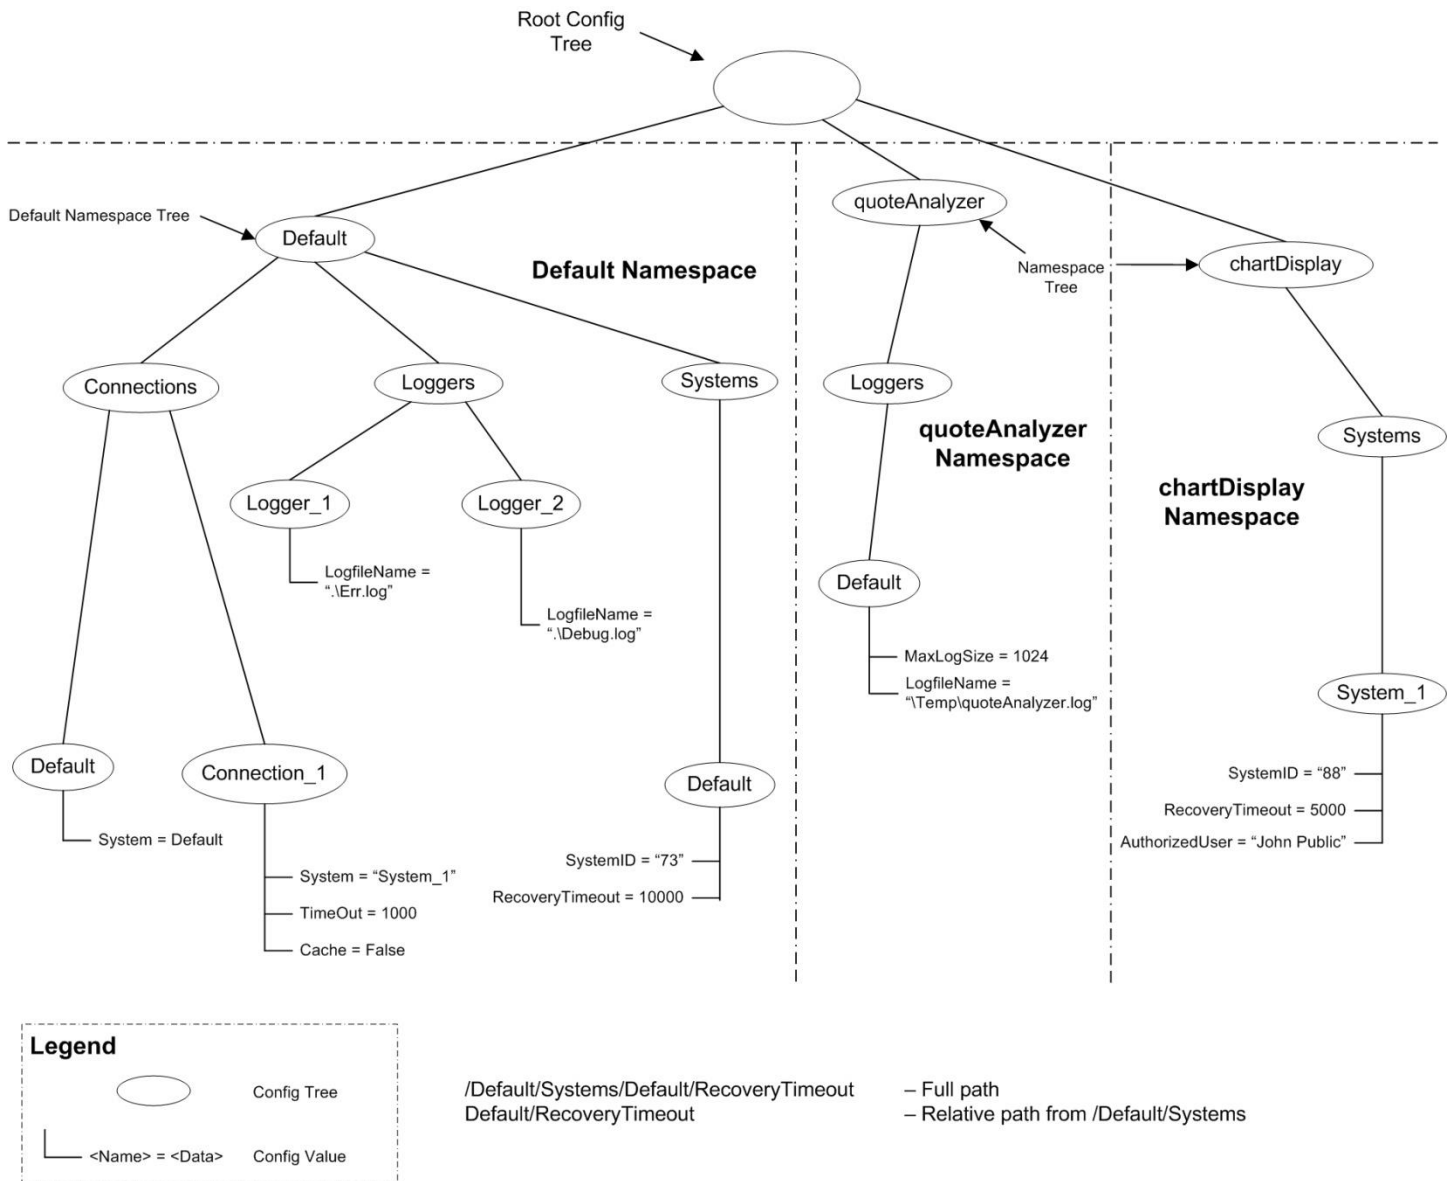 Root Config
Tree
Default Namespace Tree
Default
Default Namespace
quoteAnalyzer
Namespace
Tree
chartDisplay
Connections
Loggers
Systems
Loggers
quoteAnalyzer
Namespace
Systems
chartDisplay
Namespace
Logger_1
Logger_2
LogfileName =
“.\Err.log”
LogfileName =
“.\Debug.log”
Default
MaxLogSize = 1024
LogfileName =
“\Temp\quoteAnalyzer.log”
System_1
SystemID = “88”
RecoveryTimeout = 5000
AuthorizedUser = “John Public”
Default
Connection_1
Default
System = Default
System = “System_1”
TimeOut = 1000
Cache = False
SystemID = “73”
RecoveryTimeout = 10000
Legend
Config Tree
<Name> = <Data> Config Value
/Default/Systems/Default/RecoveryTimeout – Full path
Default/RecoveryTimeout – Relative path from /Default/Systems